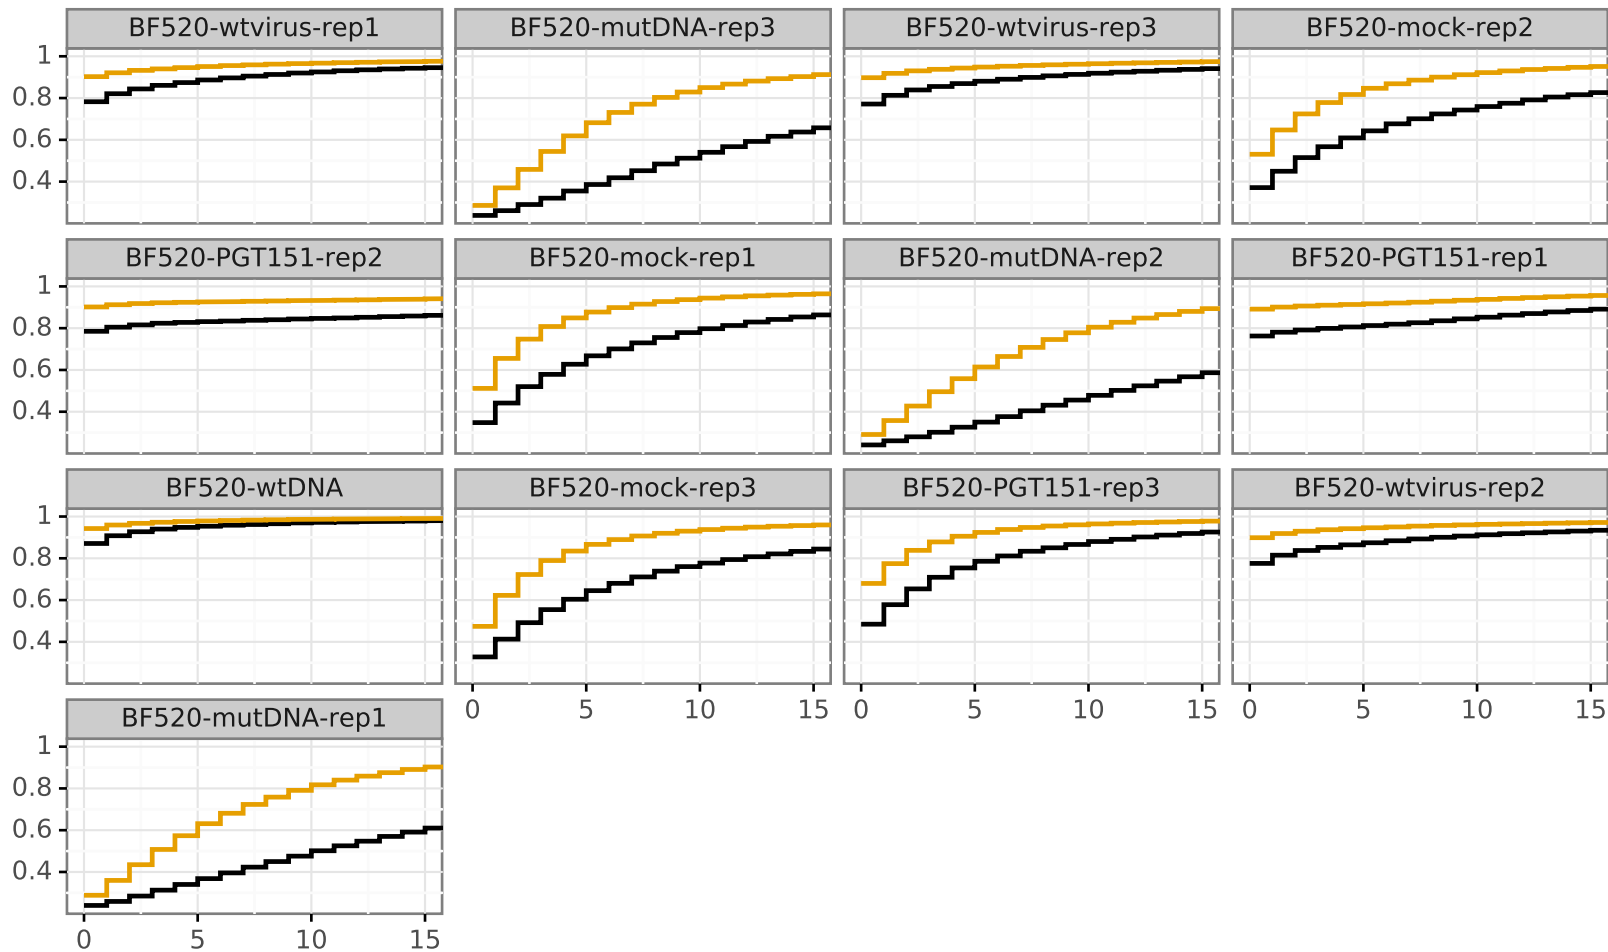 BF520-wtvirus-rep1 BF520-mutDNA-rep3 BF520-wtvirus-rep3 BF520-mock-rep2
1
0.8
0.6
0.4
BF520-PGT151-rep2 BF520-mock-rep1 BF520-mutDNA-rep2 BF520-PGT151-rep1
1
0.8
0.6
0.4
BF520-wtDNA BF520-mock-rep3 BF520-PGT151-rep3 BF520-wtvirus-rep2
1
0.8
0.6
0.4
0 5 10 15 0 5 10 15 0 5 10 15
BF520-mutDNA-rep1
1
0.8
0.6
0.4
0 5 10 15